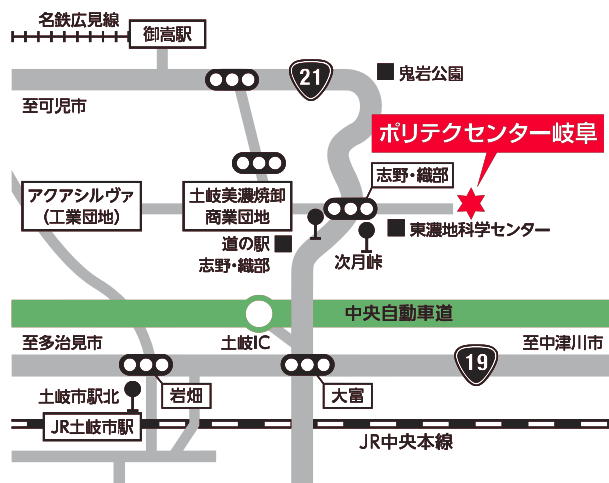 名鉄広見線
御嵩駅
21
鬼岩公園
至可児市
ポリテクセンター岐阜
志野・織部
アクアシルヴァ
(工業団地)
土岐美濃焼卸
商業団地
東濃地科学センター
道の駅
志野・織部
次月峠
中央自動車道
至多治見市
土岐IC
至中津川市
19
土岐市駅北
岩畑
大富
JR土岐市駅
JR中央本線